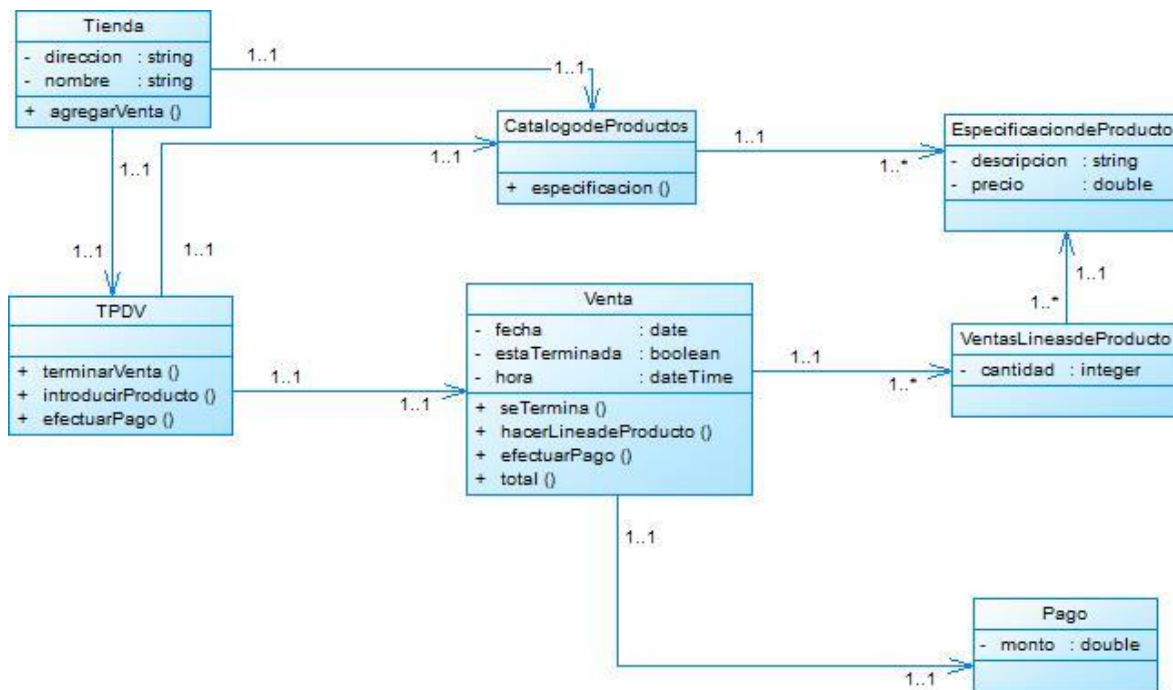 Tienda
- direccion : string
- nombre : string
+ agregarVenta ()
1..1
1..1
CatalogodeProductos
+ especificacion ()
1..1
1..*
EspecificaciondeProducto
- descripcion : string
- precio : double
1..1
1..1
1..1
1..1
TPDV
+ terminarVenta ()
+ introducirProducto ()
+ efectuarPago ()
1..1
1..1
Venta
- fecha : date
- estaTerminada : boolean
- hora : dateTime
+ seTermina ()
+ hacerLineadeProducto ()
+ efectuarPago ()
+ total ()
1..1
1..*
1..1
1..*
VentasLineasdeProducto
- cantidad : integer
1..1
1..1
Pago
- monto : double